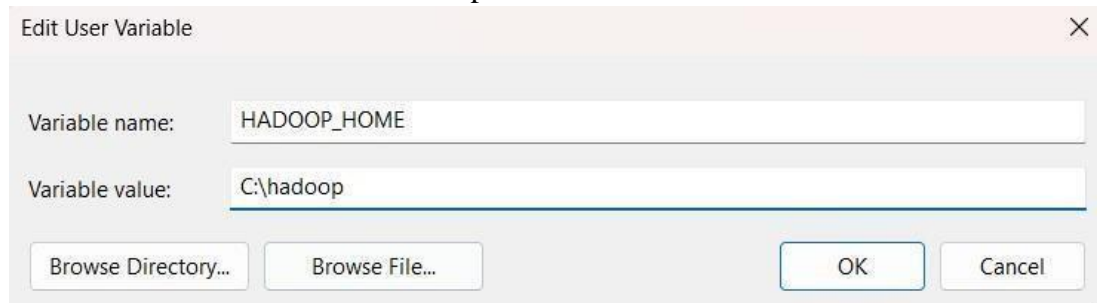 Edit User Variable
Variable name: HADOOP_HOME
Variable value: C:\hadoop
Browse Directory... Browse File... OK Cancel